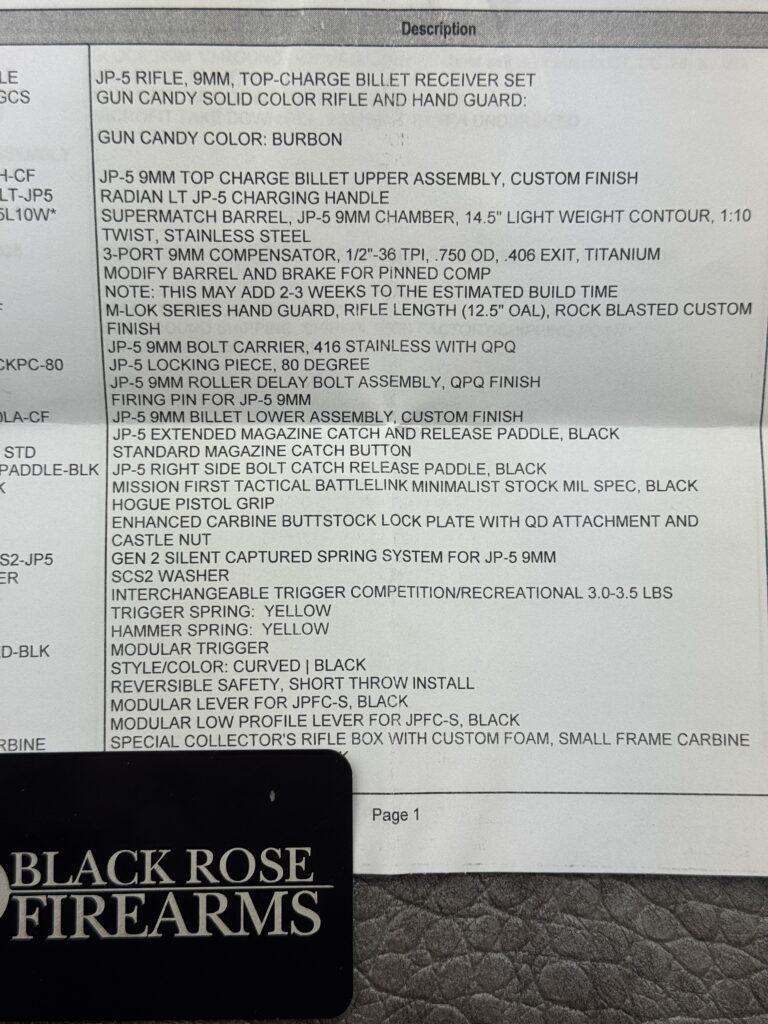 Description
LE JP-5 RIFLE, 9MM, TOP-CHARGE BILLET RECEIVER SET
GCS GUN CANDY SOLID COLOR RIFLE AND HAND GUARD:
GUN CANDY COLOR: BURBON
H-CF JP-5 9MM TOP CHARGE BILLET UPPER ASSEMBLY, CUSTOM FINISH
LT-JP5 RADIAN LT JP-5 CHARGING HANDLE
5L10W* SUPERMATCH BARREL, JP-5 9MM CHAMBER, 14.5" LIGHT WEIGHT CONTOUR, 1:10
TWIST, STAINLESS STEEL
3-PORT 9MM COMPENSATOR, 1/2"-36 TPI, .750 OD, .406 EXIT, TITANIUM
MODIFY BARREL AND BRAKE FOR PINNED COMP
NOTE: THIS MAY ADD 2-3 WEEKS TO THE ESTIMATED BUILD TIME
F M-LOK SERIES HAND GUARD, RIFLE LENGTH (12.5" OAL), ROCK BLASTED CUSTOM
FINISH
JP-5 9MM BOLT CARRIER, 416 STAINLESS WITH QPQ
CKPC-80 JP-5 LOCKING PIECE, 80 DEGREE
JP-5 9MM ROLLER DELAY BOLT ASSEMBLY, QPQ FINISH
FIRING PIN FOR JP-5 9MM
0LA-CF JP-5 9MM BILLET LOWER ASSEMBLY, CUSTOM FINISH
JP-5 EXTENDED MAGAZINE CATCH AND RELEASE PADDLE, BLACK
STD STANDARD MAGAZINE CATCH BUTTON
PADDLE-BLK JP-5 RIGHT SIDE BOLT CATCH RELEASE PADDLE, BLACK
K MISSION FIRST TACTICAL BATTLELINK MINIMALIST STOCK MIL SPEC, BLACK
HOGUE PISTOL GRIP
ENHANCED CARBINE BUTTSTOCK LOCK PLATE WITH QD ATTACHMENT AND
CASTLE NUT
S2-JP5 GEN 2 SILENT CAPTURED SPRING SYSTEM FOR JP-5 9MM
ER SCS2 WASHER
INTERCHANGEABLE TRIGGER COMPETITION/RECREATIONAL 3.0-3.5 LBS
TRIGGER SPRING: YELLOW
HAMMER SPRING: YELLOW
D-BLK MODULAR TRIGGER
STYLE/COLOR: CURVED | BLACK
REVERSIBLE SAFETY, SHORT THROW INSTALL
MODULAR LEVER FOR JPFC-S, BLACK
MODULAR LOW PROFILE LEVER FOR JPFC-S, BLACK
RBINE SPECIAL COLLECTOR'S RIFLE BOX WITH CUSTOM FOAM, SMALL FRAME CARBINE
Page 1
BLACK ROSE
FIREARMS